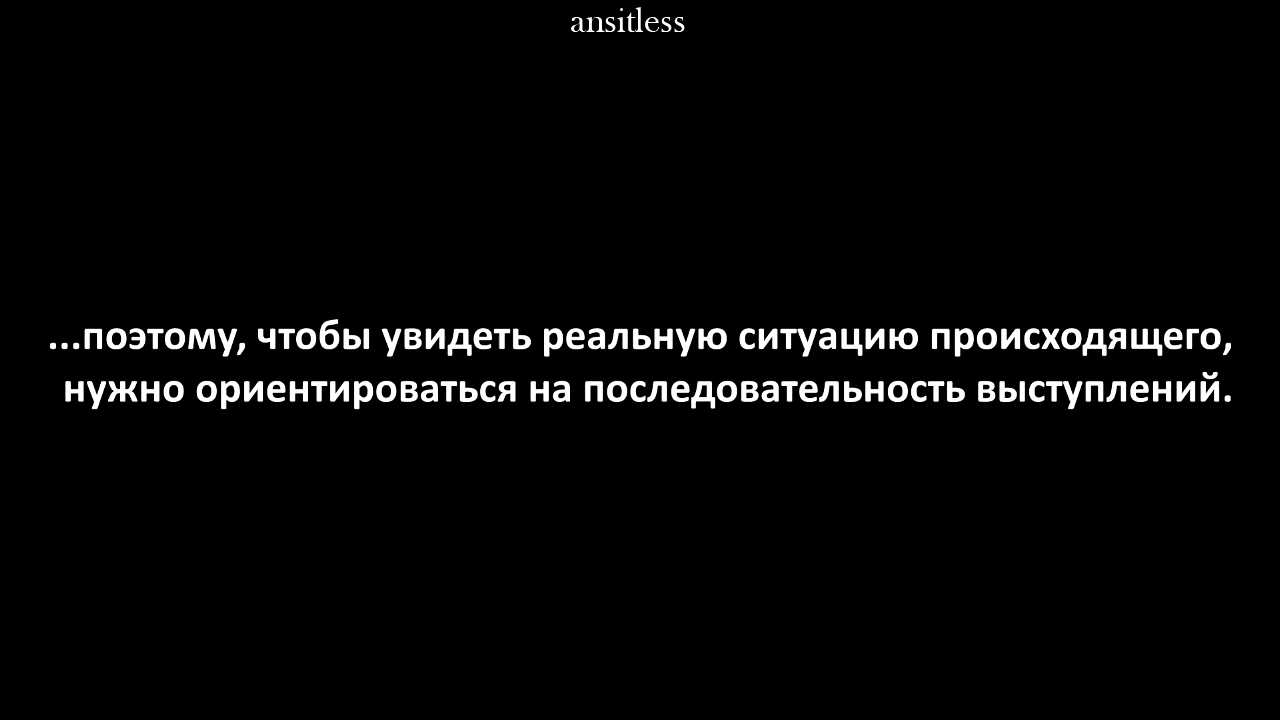 ansitless
...поэтому, чтобы увидеть реальную ситуацию происходящего,
нужно ориентироваться на последовательность выступлений.